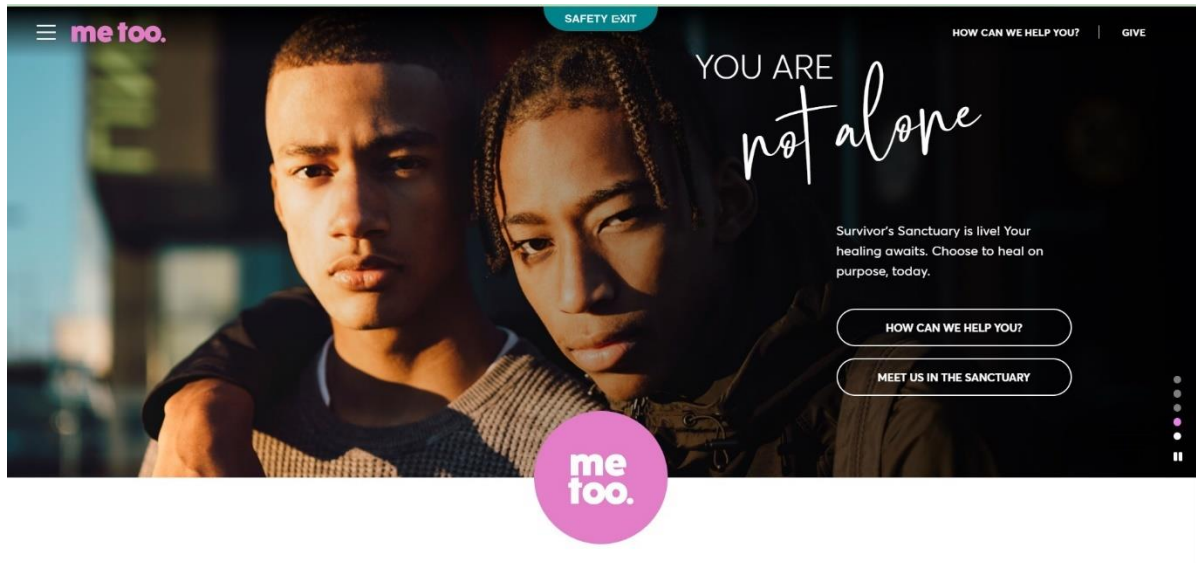 SAFETY EXIT
me too.
HOW CAN WE HELP YOU?
GIVE
YOU ARE
not alone
Survivor's Sanctuary is live! Your
healing awaits. Choose to heal on
purpose, today.
HOW CAN WE HELP YOU?
MEET US IN THE SANCTUARY
me
too.